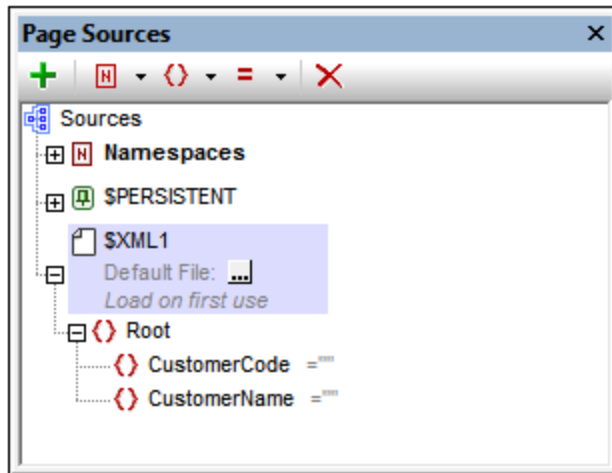 Page Sources
N {} =
Sources
N Namespaces
$PERSISTENT
$XML1
Default File: ...
Load on first use
{} Root
{} CustomerCode =""
{} CustomerName =""